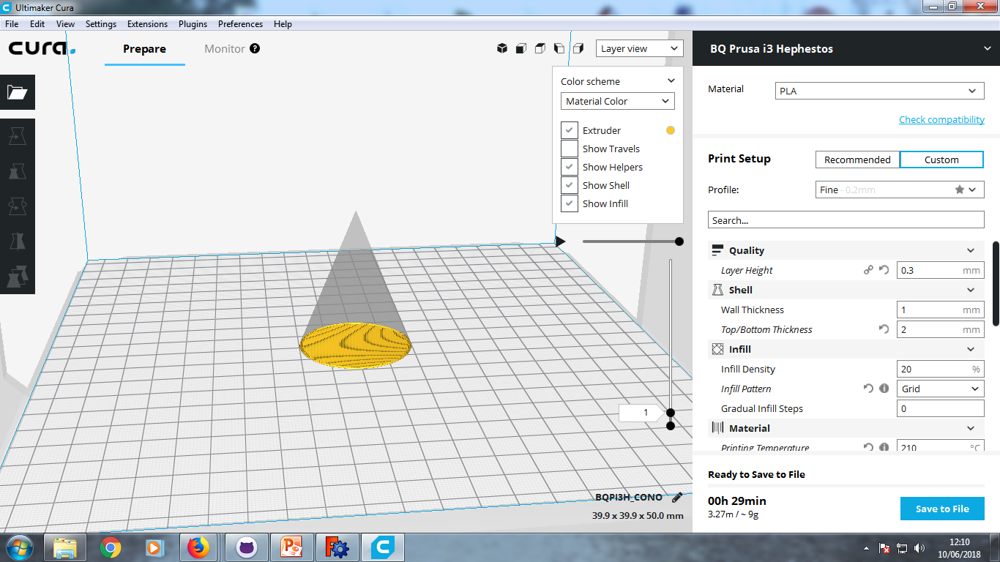 Ultimaker Cura
File Edit View Settings Extensions Plugins Preferences Help
cura.
Prepare
Monitor ?
Layer view
Color scheme
Material Color
Extruder
Show Travels
Show Helpers
Show Shell
Show Infill
1
BQPI3H_CONO
39.9 x 39.9 x 50.0 mm
BQ Prusa i3 Hephestos
Material PLA
Check compatibility
Print Setup Recommended Custom
Profile: Fine - 0.2mm
Search...
Quality
Layer Height 0.3 mm
Shell
Wall Thickness 1 mm
Top/Bottom Thickness 2 mm
Infill
Infill Density 20 %
Infill Pattern Grid
Gradual Infill Steps 0
Material
Printing Temperature 210 °C
Ready to Save to File
00h 29min
3.27m / ~ 9g
Save to File
12:10
10/06/2018